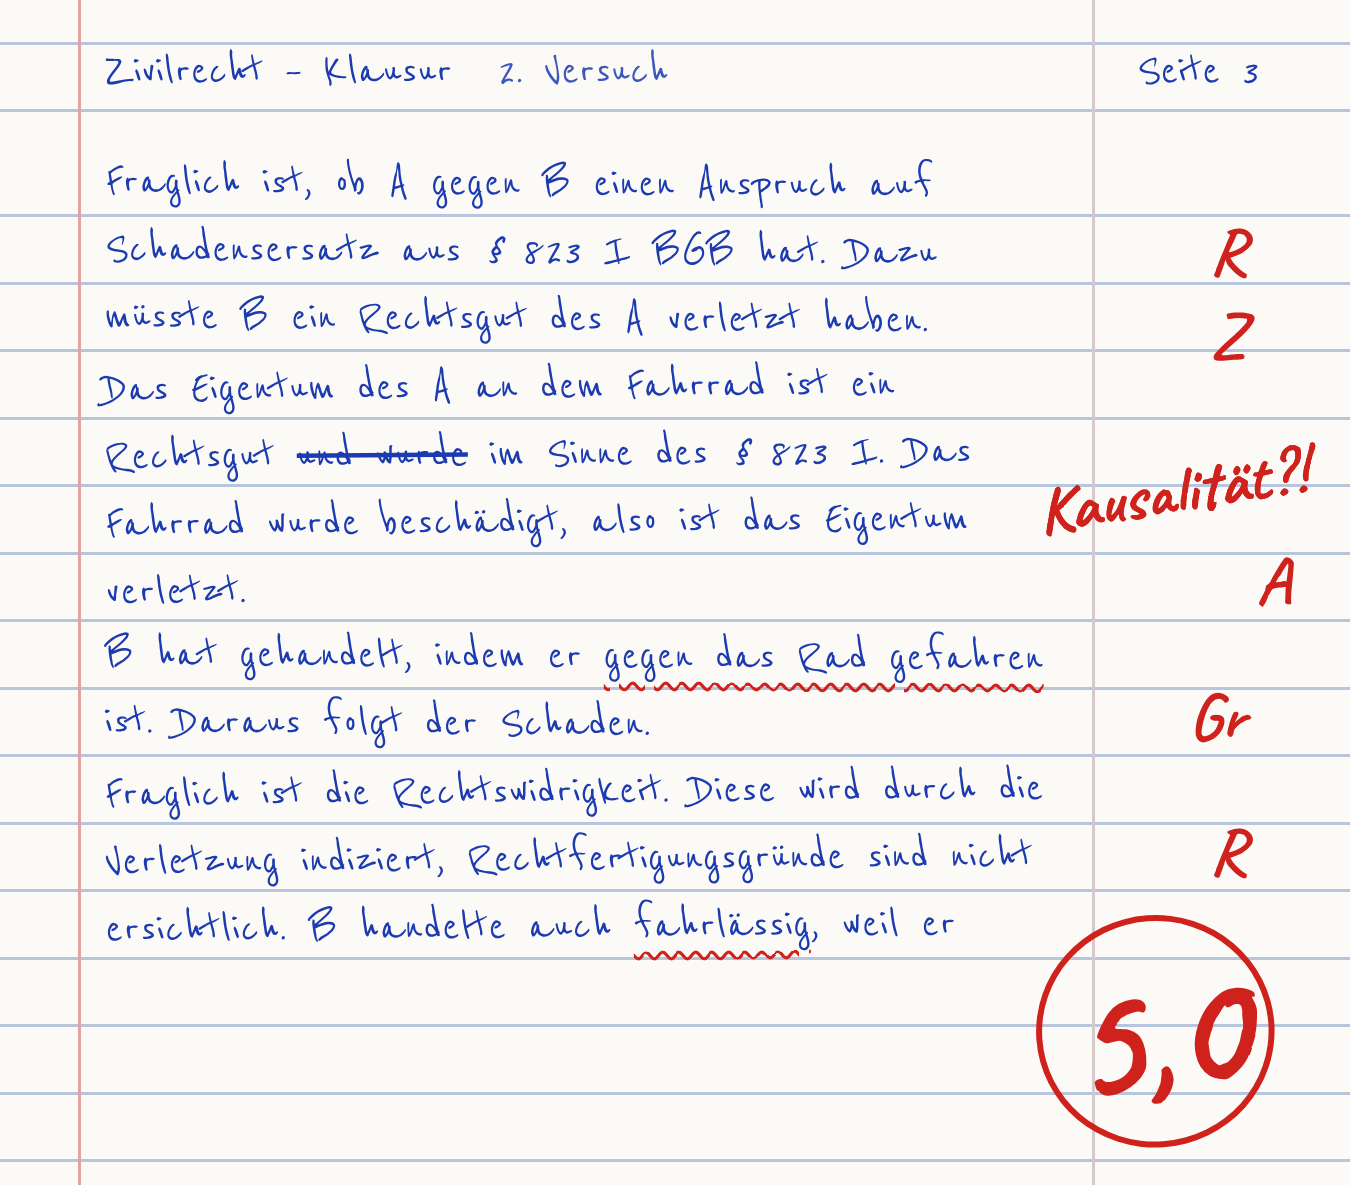 Zivilrecht - Klausur 2. Versuch Seite 3
Fraglich ist, ob A gegen B einen Anspruch auf
Schadensersatz aus § 823 I BGB hat. Dazu R
müsste B ein Rechtsgut des A verletzt haben. Z
Das Eigentum des A an dem Fahrrad ist ein
Rechtsgut und wurde im Sinne des § 823 I. Das
Kausalität?!
Fahrrad wurde beschädigt, also ist das Eigentum
verletzt. A
B hat gehandelt, indem er gegen das Rad gefahren
ist. Daraus folgt der Schaden. Gr
Fraglich ist die Rechtswidrigkeit. Diese wird durch die
Verletzung indiziert, Rechtfertigungsgründe sind nicht R
ersichtlich. B handelte auch fahrlässig, weil er
5,0